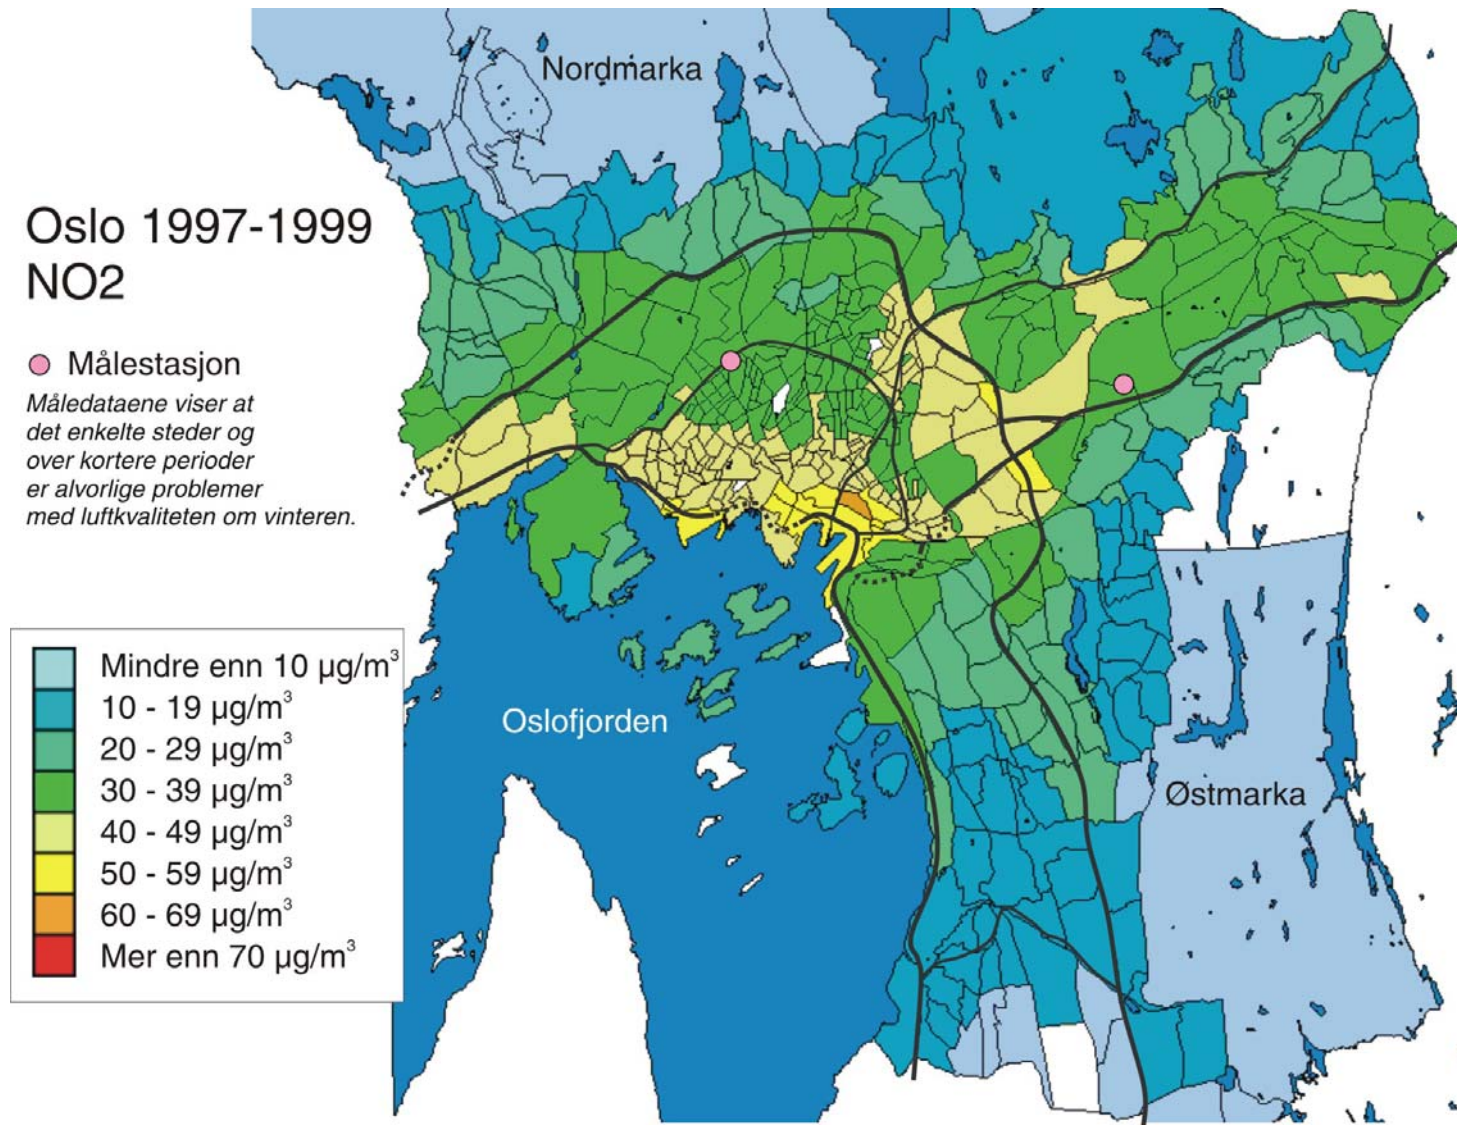 Nordmarka
Oslo 1997-1999
NO2
Målestasjon
Måledataene viser at
det enkelte steder og
over kortere perioder
er alvorlige problemer
med luftkvaliteten om vinteren.
Mindre enn 10 µg/m³
10 - 19 µg/m³
20 - 29 µg/m³
30 - 39 µg/m³
40 - 49 µg/m³
50 - 59 µg/m³
60 - 69 µg/m³
Mer enn 70 µg/m³
Oslofjorden
Østmarka